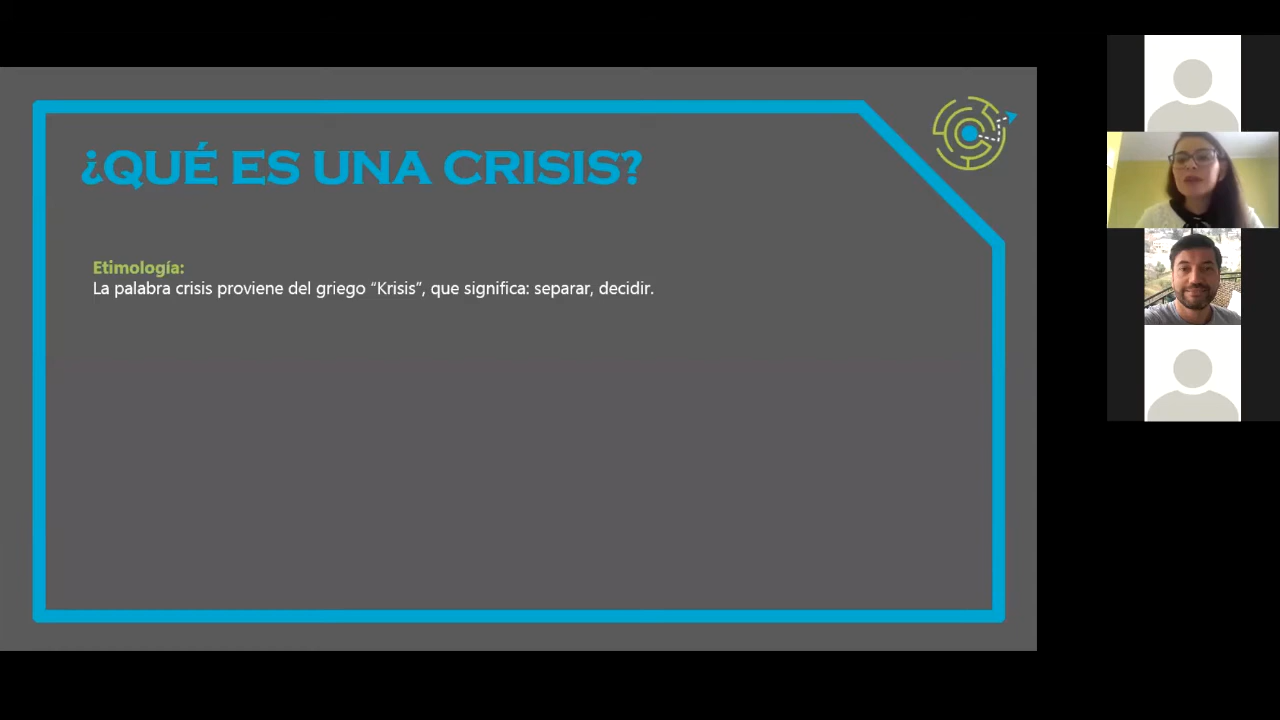 ¿QUÉ ES UNA CRISIS?
Etimología:
La palabra crisis proviene del griego “Krisis”, que significa: separar, decidir.